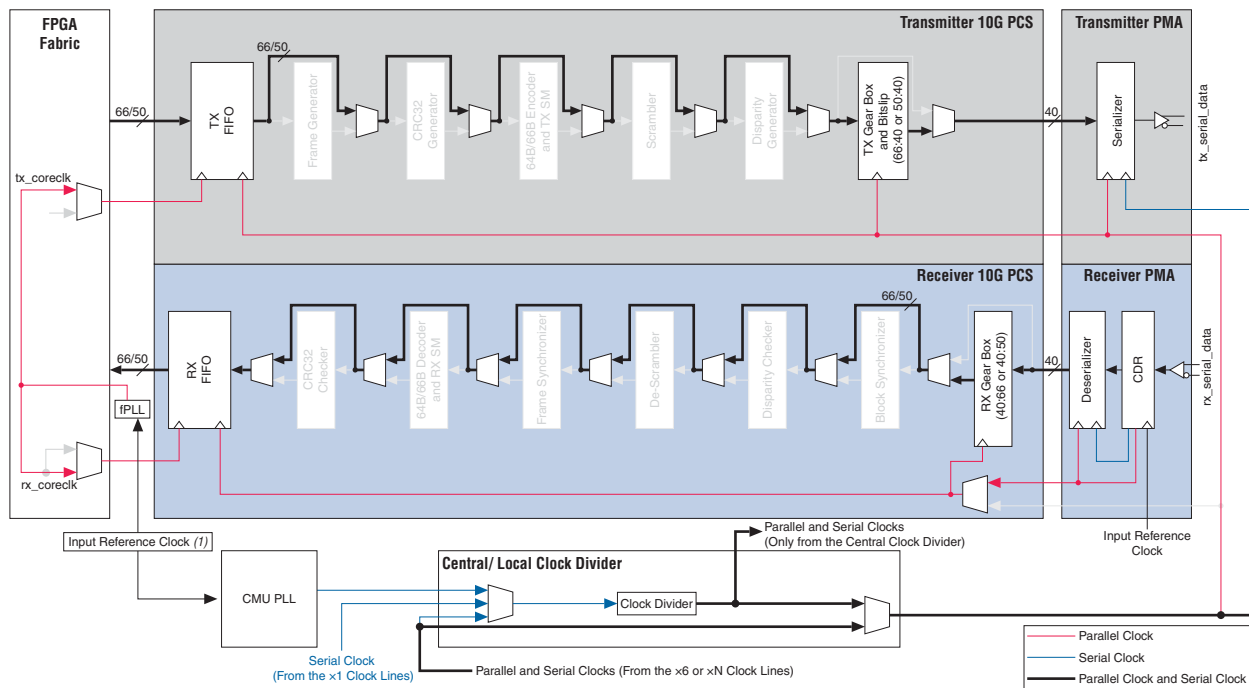 FPGA
Fabric
Transmitter 10G PCS
Transmitter PMA
66/50
66/50
TX
FIFO
Frame Generator
CRC32
Generator
64B/66B Encoder
and TX SM
Scrambler
Disparity
Generator
TX Gear Box
and Bitslip
(66:40 or 50:40)
40
Serializer
tx_serial_data
tx_coreclk
Receiver 10G PCS
Receiver PMA
66/50
66/50
RX
FIFO
CRC32
Checker
64B/66B Decoder
and RX SM
Frame Synchronizer
De-Scrambler
Disparity Checker
Block Synchronizer
RX Gear Box
(40:66 or 40:50)
40
Deserializer
CDR
rx_serial_data
fPLL
rx_coreclk
Input Reference Clock (1)
Parallel and Serial Clocks
(Only from the Central Clock Divider)
Input Reference
Clock
Central/ Local Clock Divider
CMU PLL
Clock Divider
Serial Clock
(From the ×1 Clock Lines)
Parallel and Serial Clocks (From the ×6 or ×N Clock Lines)
Parallel Clock
Serial Clock
Parallel Clock and Serial Clock